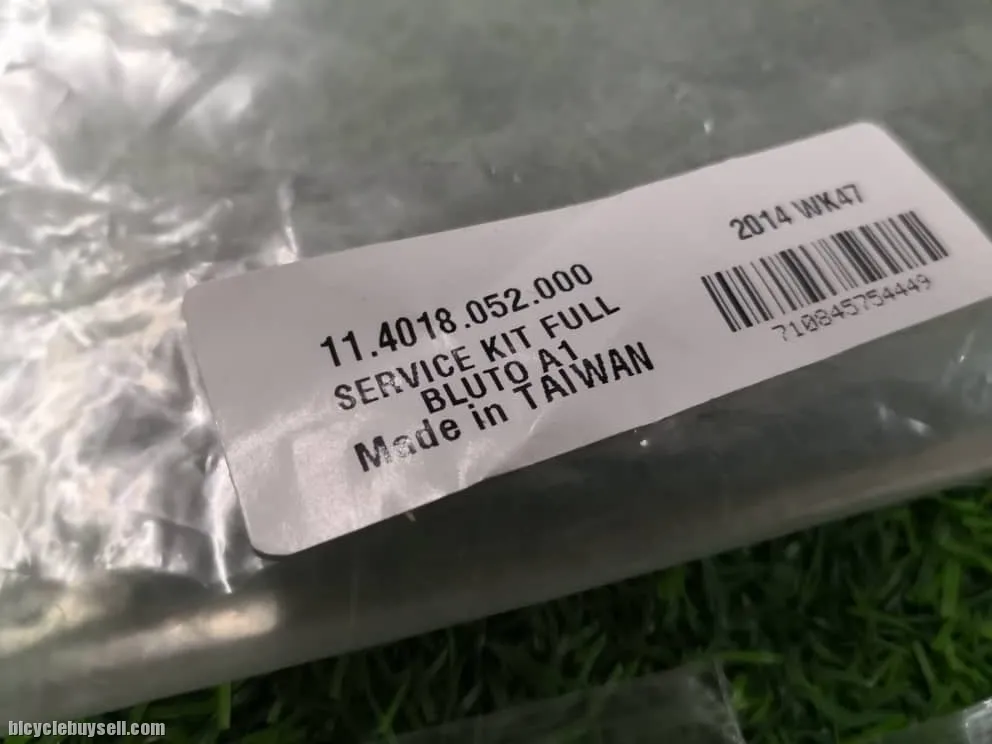 11.4018.052.000
SERVICE KIT FULL
BLUTO A1
Made in TAIWAN
2014 WK47
710845754449
bicyclebuysell.com